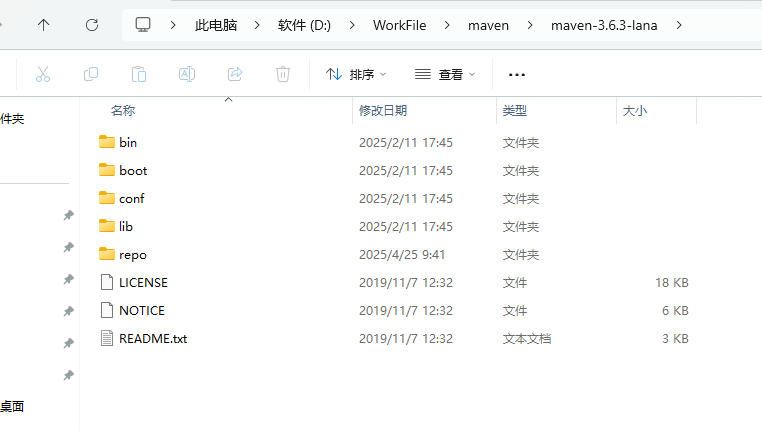 此电脑 > 软件 (D:) > WorkFile > maven > maven-3.6.3-lana >
排序 查看 ...
名称 修改日期 类型 大小
件夹
bin 2025/2/11 17:45 文件夹
boot 2025/2/11 17:45 文件夹
conf 2025/2/11 17:45 文件夹
lib 2025/2/11 17:45 文件夹
repo 2025/4/25 9:41 文件夹
LICENSE 2019/11/7 12:32 文件 18 KB
NOTICE 2019/11/7 12:32 文件 6 KB
README.txt 2019/11/7 12:32 文本文档 3 KB
桌面